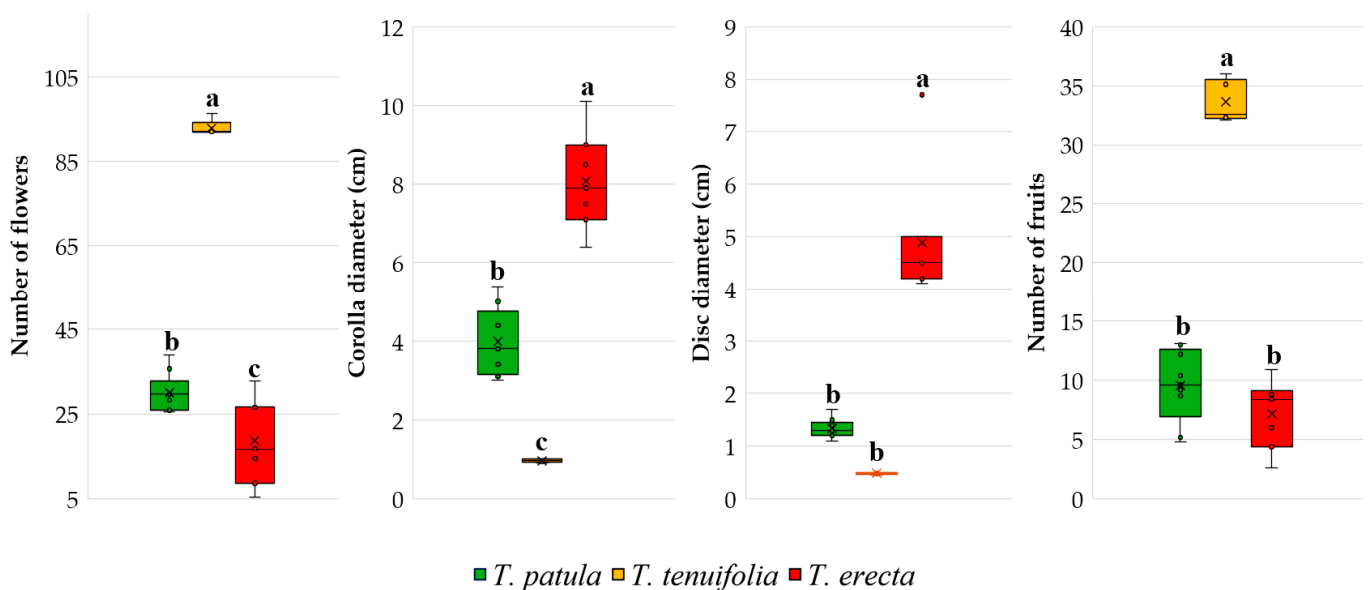 Number of flowers
105
85
65
45
25
5
a
b
c
Corolla diameter (cm)
12
10
8
6
4
2
0
b
c
a
Disc diameter (cm)
9
8
7
6
5
4
3
2
1
0
b
b
a
Number of fruits
40
35
30
25
20
15
10
5
0
b
a
b
T. patula T. tenuifolia T. erecta